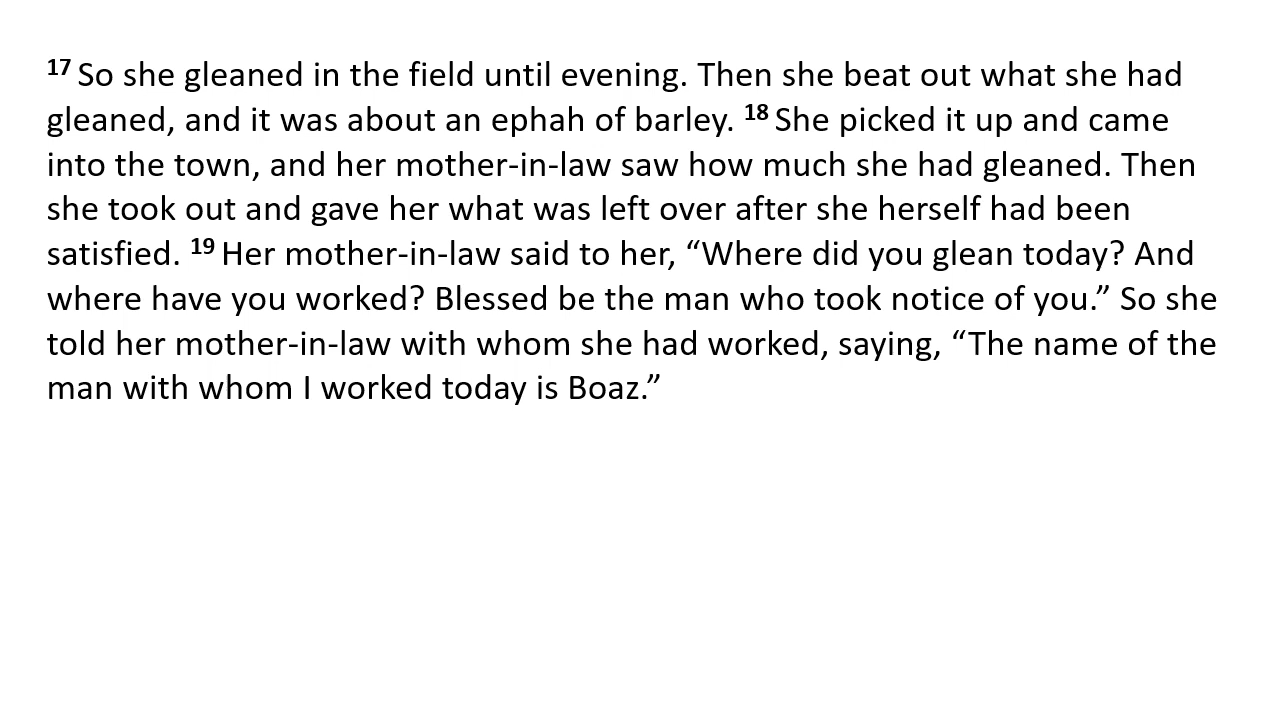 17 So she gleaned in the field until evening. Then she beat out what she had
gleaned, and it was about an ephah of barley. 18 She picked it up and came
into the town, and her mother-in-law saw how much she had gleaned. Then
she took out and gave her what was left over after she herself had been
satisfied. 19 Her mother-in-law said to her, “Where did you glean today? And
where have you worked? Blessed be the man who took notice of you.” So she
told her mother-in-law with whom she had worked, saying, “The name of the
man with whom I worked today is Boaz.”